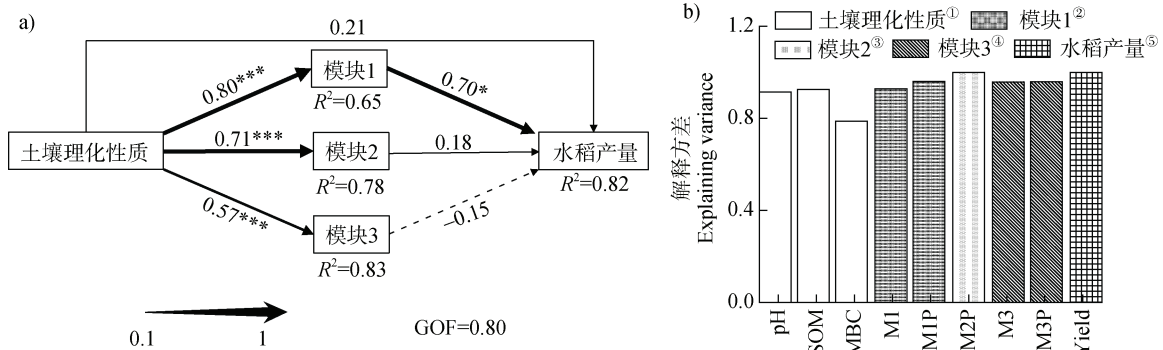 a)
0.21
模块1
0.80***
R²=0.65
0.70*
土壤理化性质
0.71***
模块2
0.18
水稻产量
R²=0.78
R²=0.82
0.57***
模块3
−0.15
R²=0.83
0.1
1
GOF=0.80
b)
土壤理化性质① 模块1②
模块2③ 模块3④ 水稻产量⑤
解释方差
Explaining variance
1.2
0.8
0.4
0.0
pH
SOM
MBC
M1
M1P
M2P
M3
M3P
Yield